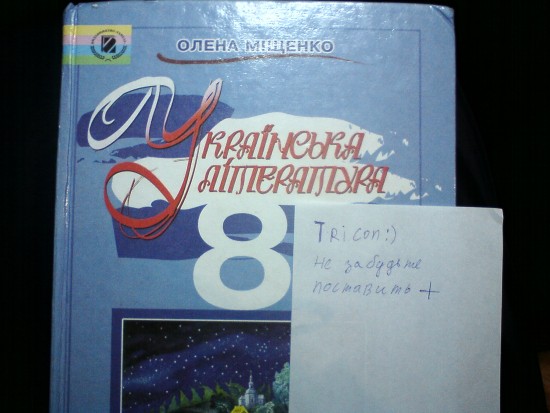 ОЛЕНА МІЩЕНКО
УКРАЇНСЬКА
ЛІТЕРАТУРА
8
Tricon:)
не забудьте
поставить +